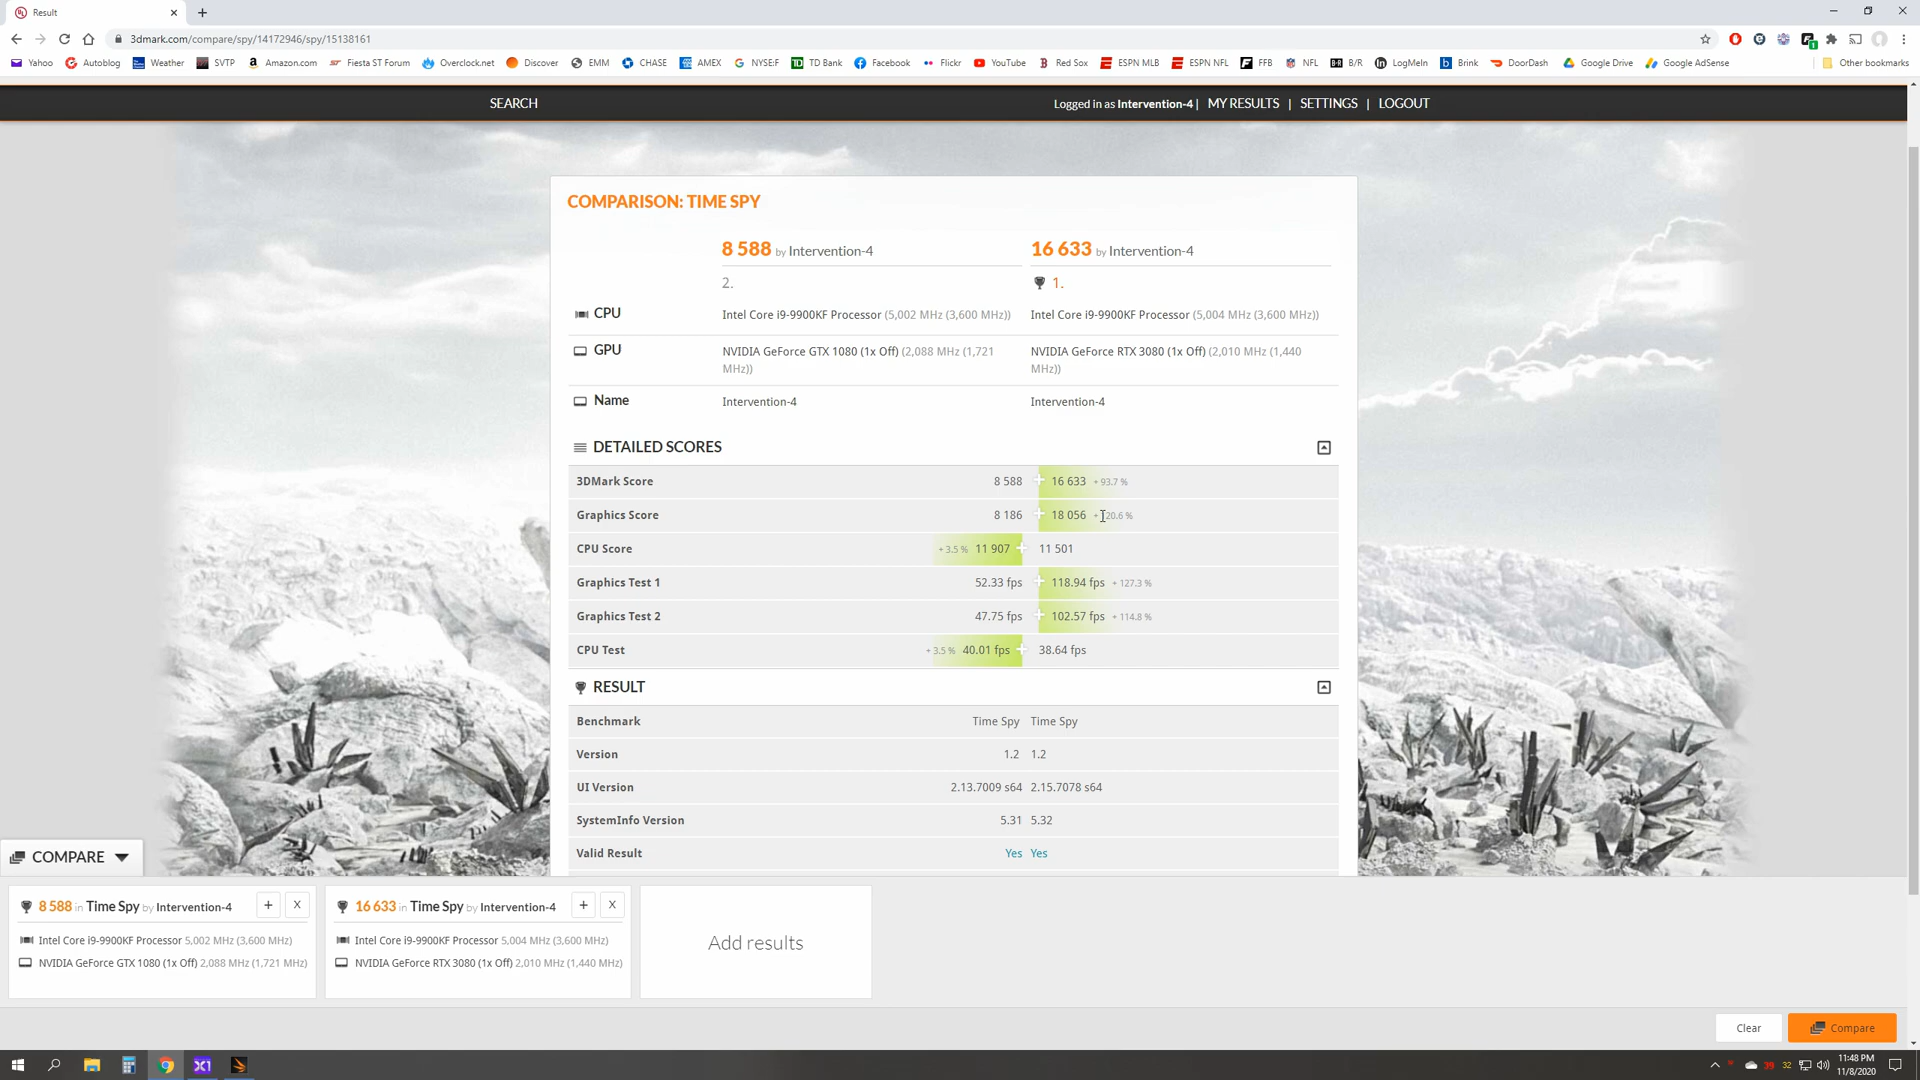 Result
3dmark.com/compare/spy/14172946/spy/15138161
Yahoo Autoblog Weather SVTP Amazon.com Fiesta ST Forum Overclock.net Discover EMM CHASE AMEX NYSE:F TD Bank Facebook Flickr YouTube Red Sox ESPN MLB ESPN NFL FFB NFL B/R LogMeIn Brink DoorDash Google Drive Google AdSense Other bookmarks
SEARCH Logged in as Intervention-4 | MY RESULTS | SETTINGS | LOGOUT
COMPARISON: TIME SPY
8 588 by Intervention-4 16 633 by Intervention-4
2. 1.
CPU Intel Core i9-9900KF Processor (5,002 MHz (3,600 MHz)) Intel Core i9-9900KF Processor (5,004 MHz (3,600 MHz))
GPU NVIDIA GeForce GTX 1080 (1x Off) (2,088 MHz (1,721 NVIDIA GeForce RTX 3080 (1x Off) (2,010 MHz (1,440
MHz)) MHz))
Name Intervention-4 Intervention-4
DETAILED SCORES
3DMark Score 8 588 16 633 + 93.7 %
Graphics Score 8 186 18 056
CPU Score + 3.5 % 11 907 11 501
Graphics Test 1 52.33 fps 118.94 fps + 127.3 %
Graphics Test 2 47.75 fps 102.57 fps + 114.8 %
CPU Test + 3.5 % 40.01 fps 38.64 fps
RESULT
Benchmark Time Spy Time Spy
Version 1.2 1.2
UI Version 2.13.7009 s64 2.15.7078 s64
SystemInfo Version 5.31 5.32
Valid Result Yes Yes
COMPARE
8 588 in Time Spy by Intervention-4 + X 16 633 in Time Spy by Intervention-4 + X
Intel Core i9-9900KF Processor 5,002 MHz (3,600 MHz) Intel Core i9-9900KF Processor 5,004 MHz (3,600 MHz)
NVIDIA GeForce GTX 1080 (1x Off) 2,088 MHz (1,721 MHz) NVIDIA GeForce RTX 3080 (1x Off) 2,010 MHz (1,440 MHz)
Add results
Clear Compare
X1 39 32 11:48 PM
11/8/2020